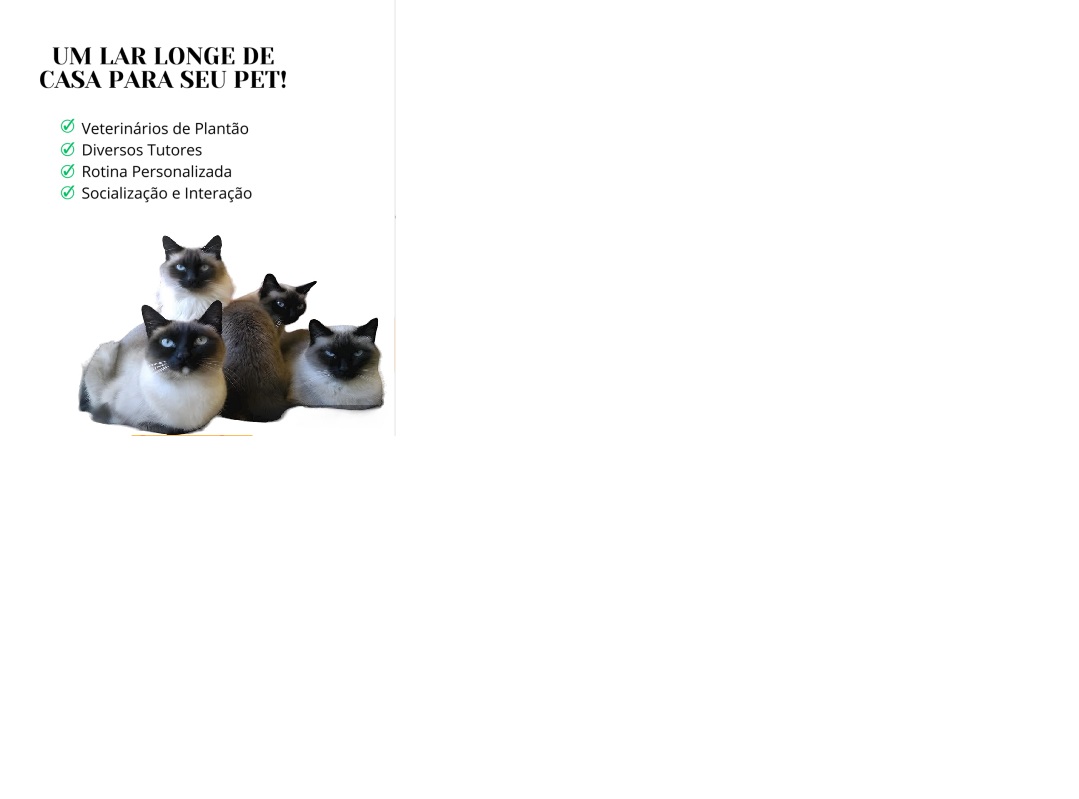 UM LAR LONGE DE
CASA PARA SEU PET!
Veterinários de Plantão
Diversos Tutores
Rotina Personalizada
Socialização e Interação